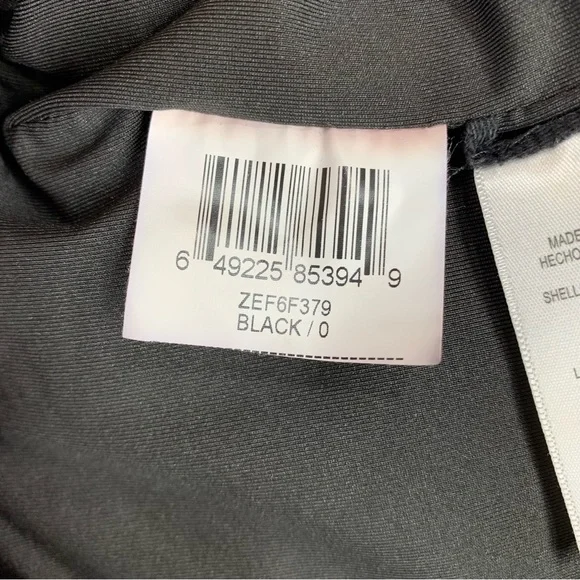 6 49225 85394 9
ZEF6F379
BLACK / 0
MADE
HECHO
SHELL
L